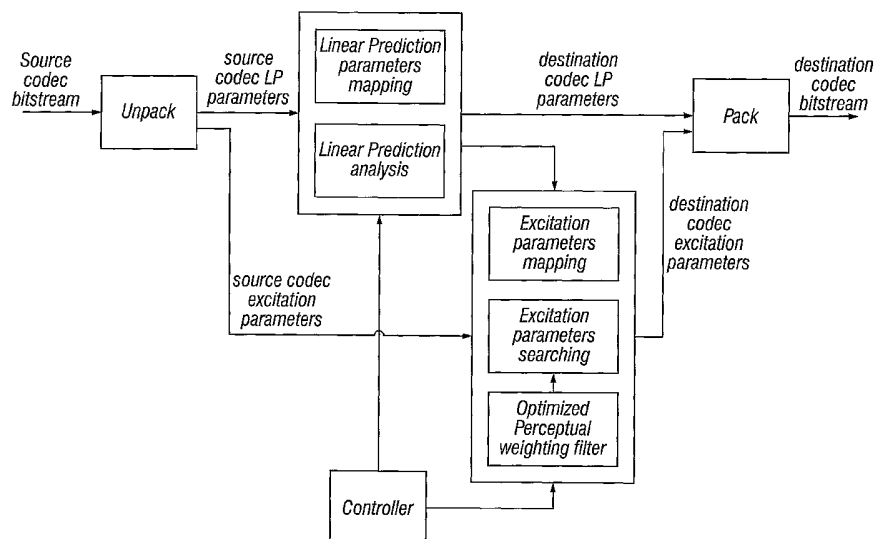 Source
codec
bitstream
Unpack
source
codec LP
parameters
Linear Prediction
parameters
mapping
Linear Prediction
analysis
destination
codec LP
parameters
Pack
destination
codec
bitstream
source codec
excitation
parameters
Excitation
parameters
mapping
Excitation
parameters
searching
Optimized
Perceptual
weighting filter
destination
codec
excitation
parameters
Controller